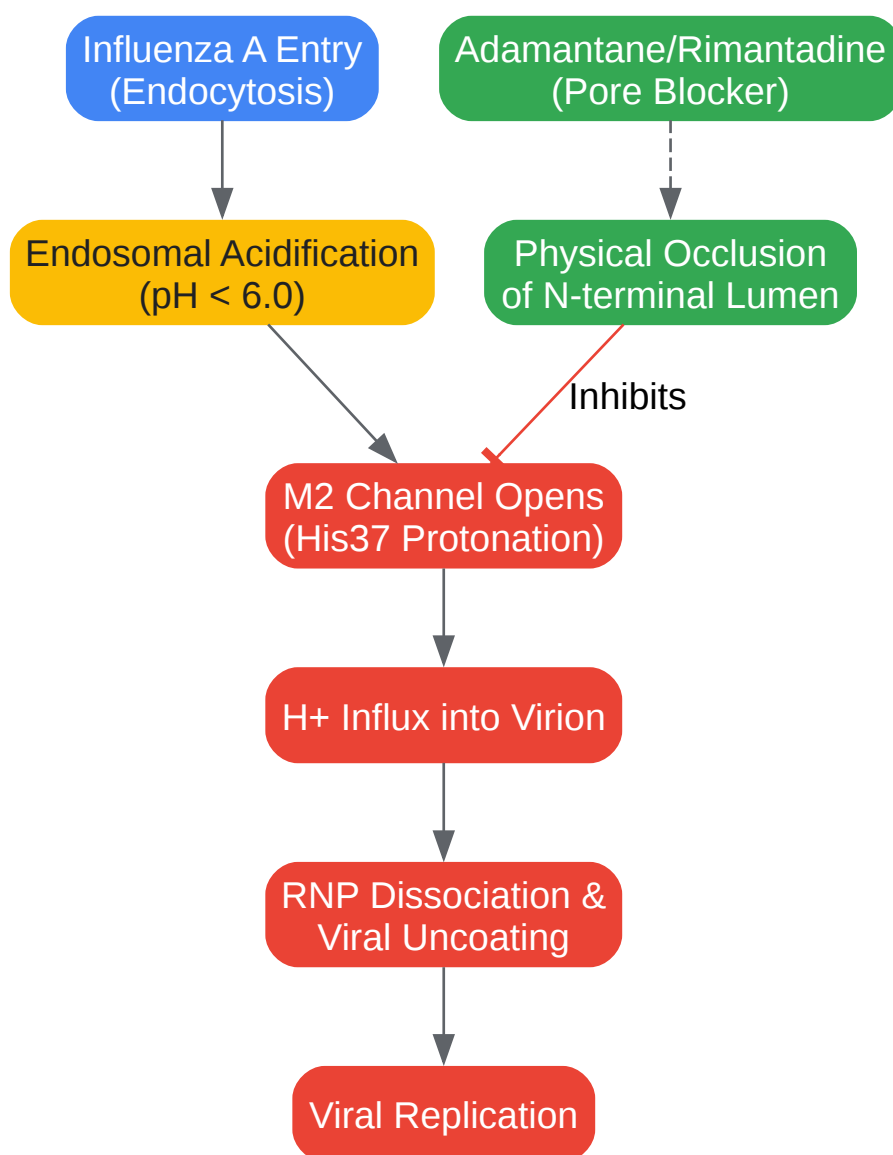 Influenza A Entry
(Endocytosis)
Adamantane/Rimantadine
(Pore Blocker)
Endosomal Acidification
(pH < 6.0)
Physical Occlusion
of N-terminal Lumen
Inhibits
M2 Channel Opens
(His37 Protonation)
H+ Influx into Virion
RNP Dissociation &
Viral Uncoating
Viral Replication